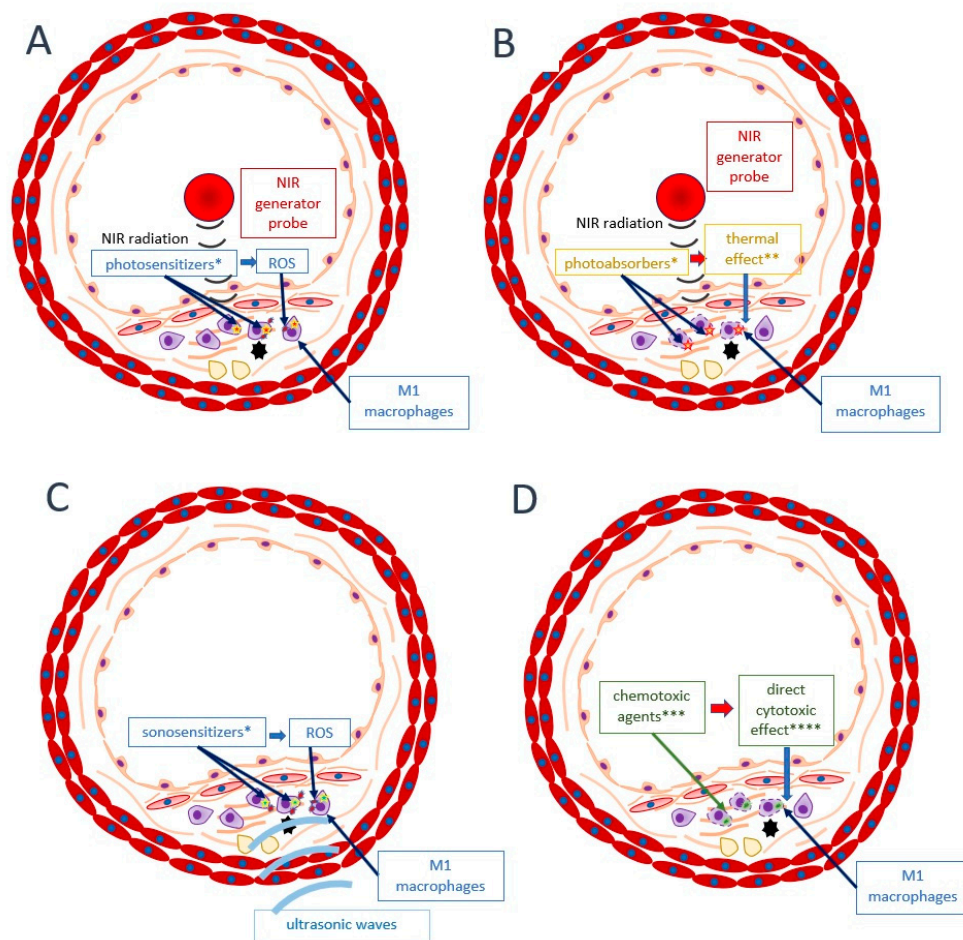 A
NIR
generator
probe
NIR radiation
photosensitizers*
ROS
M1
macrophages
B
NIR
generator
probe
NIR radiation
photoabsorbers*
thermal
effect**
M1
macrophages
C
sonosensitizers*
ROS
M1
macrophages
ultrasonic waves
D
chemotoxic
agents***
direct
cytotoxic
effect****
M1
macrophages